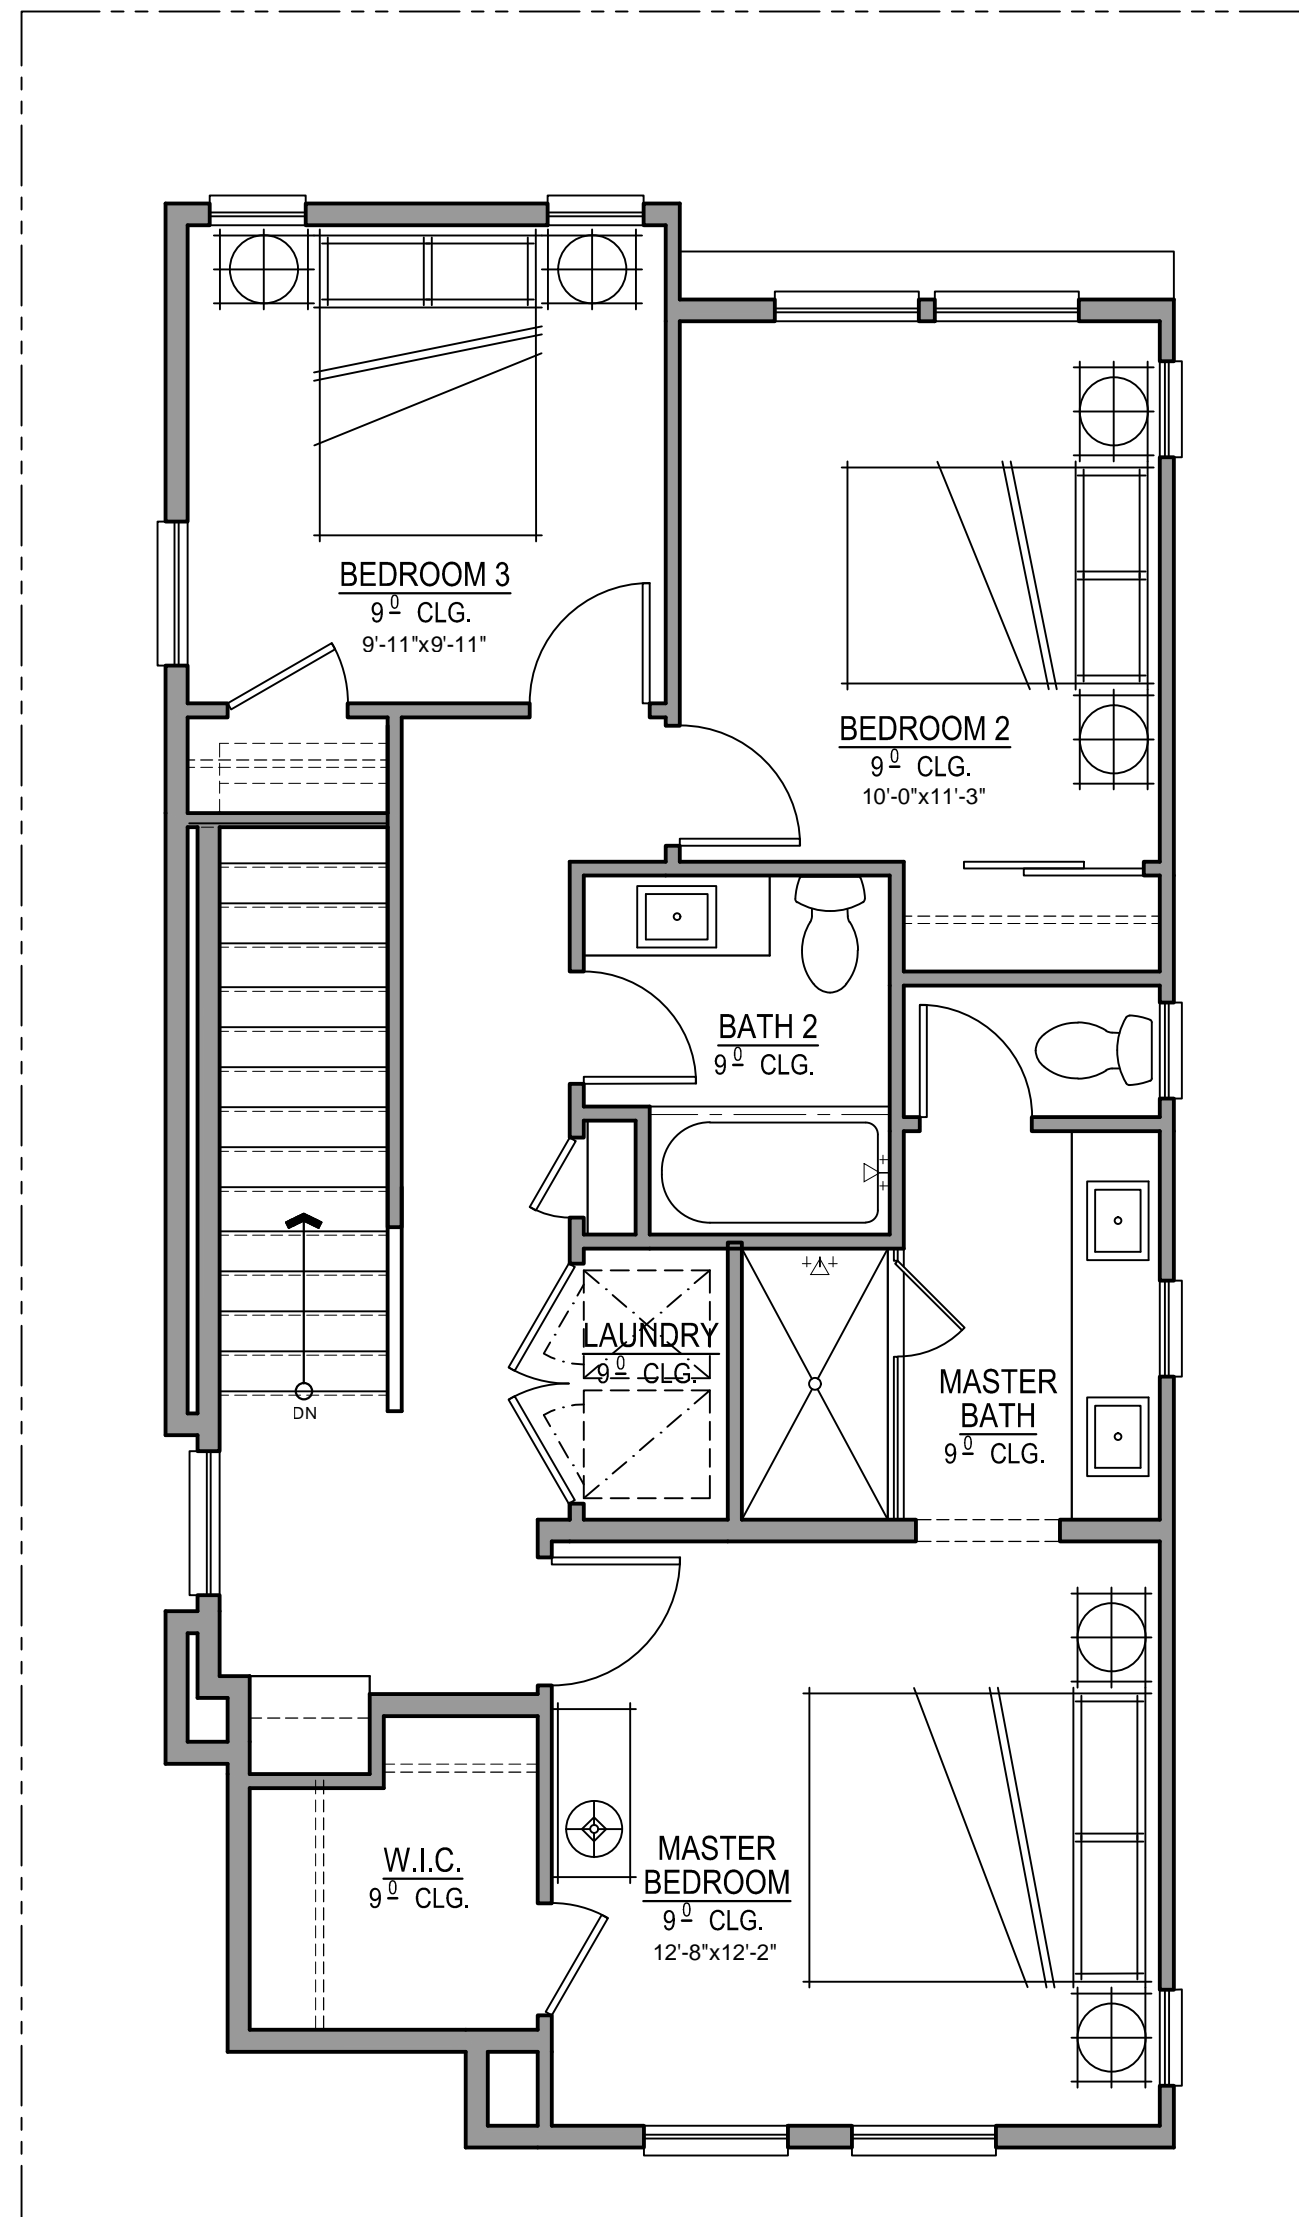 BEDROOM 3
9⁰ CLG.
9'-11"x9'-11"
BEDROOM 2
9⁰ CLG.
10'-0"x11'-3"
BATH 2
9⁰ CLG.
LAUNDRY
9⁰ CLG.
MASTER
BATH
9⁰ CLG.
DN
W.I.C.
9⁰ CLG.
MASTER
BEDROOM
9⁰ CLG.
12'-8"x12'-2"